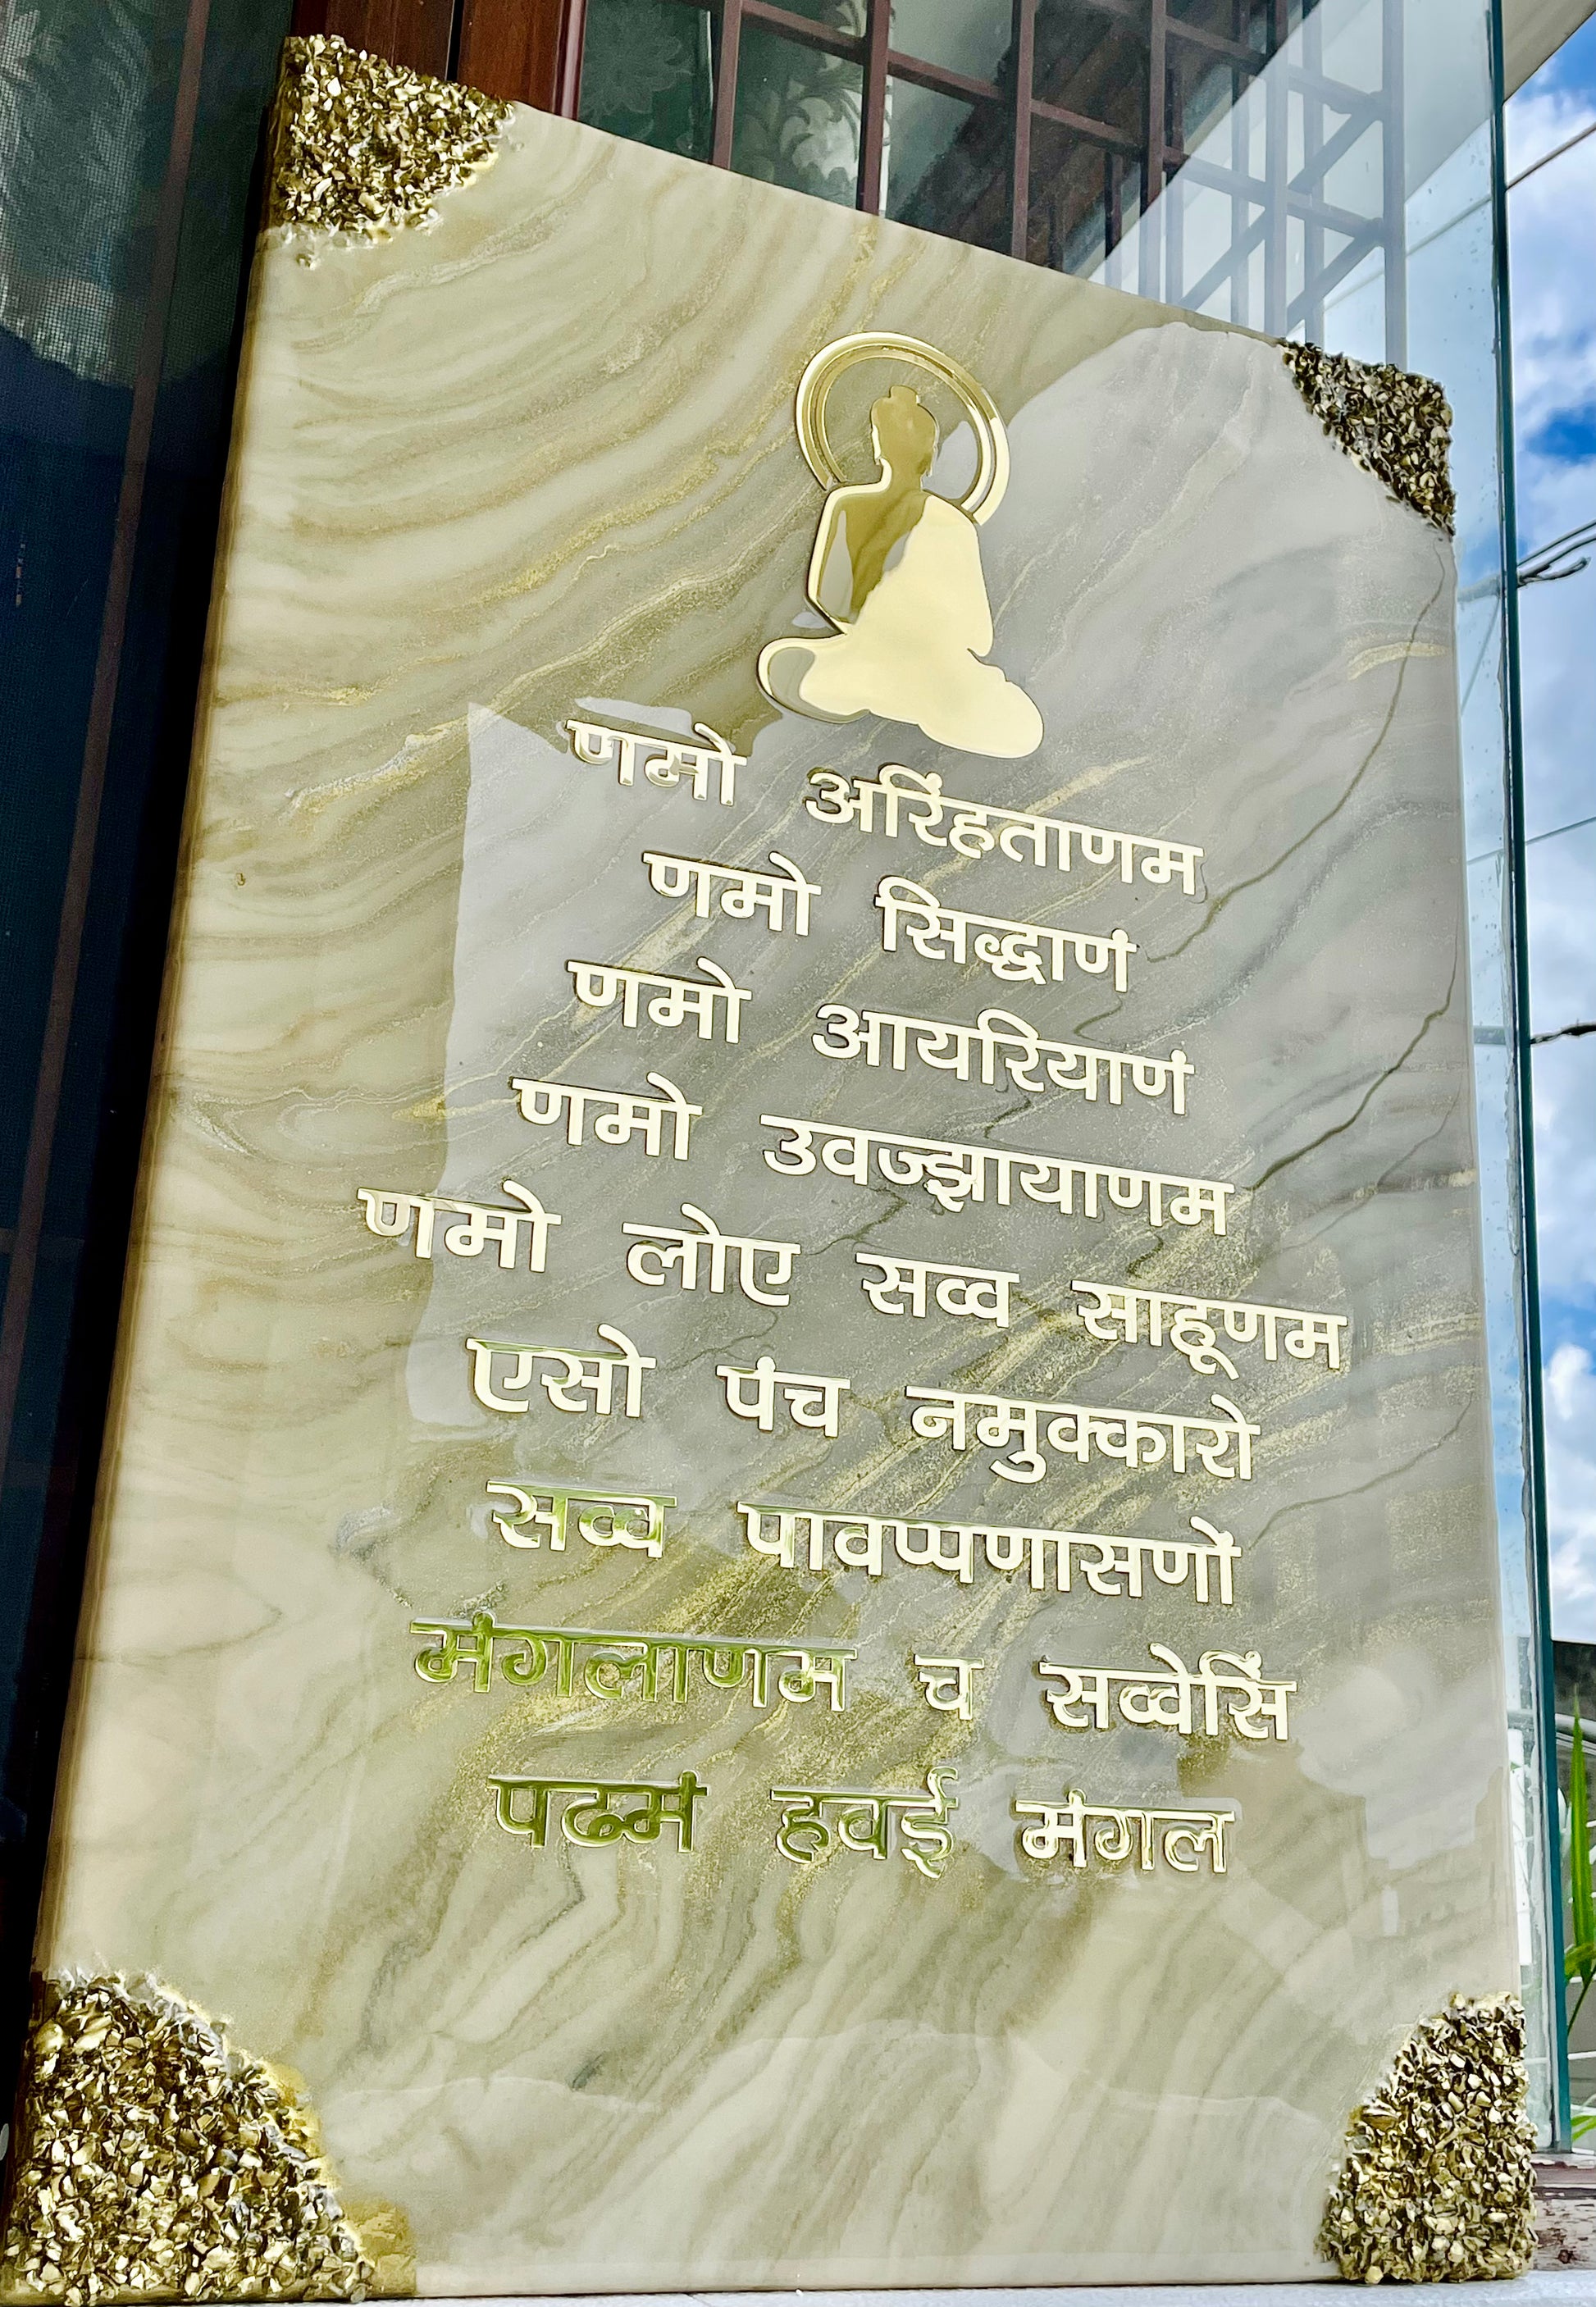 णमो अरिंहताणम
णमो सिद्धाणं
णमो आयरियाणं
णमो उवज्झायाणम
णमो लोए सव्व साहूणम
एसो पंच नमुक्कारो
सव्व पावप्पणासणों
मंगलाणम च सव्वेसिं
पढमं हवई मंगल